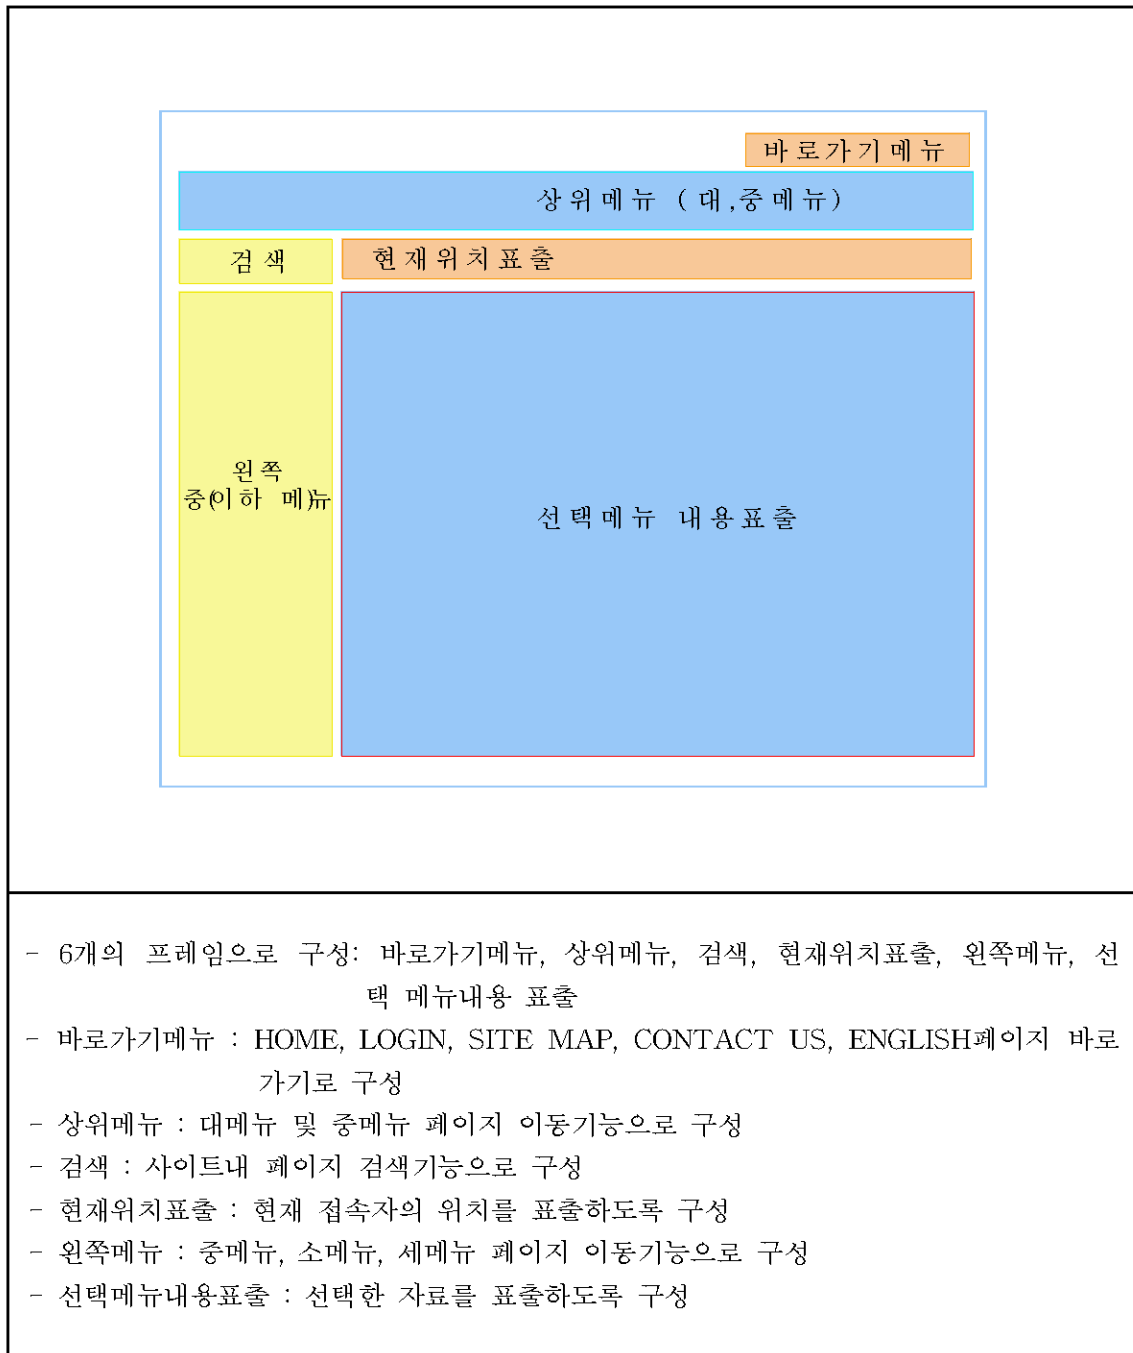 바로가기메뉴
상위메뉴 (대,중메뉴)
검색
현재위치표출
왼쪽
중(이하 메)뉴
선택메뉴 내용표출
- 6개의 프레임으로 구성: 바로가기메뉴, 상위메뉴, 검색, 현재위치표출, 왼쪽메뉴, 선
택 메뉴내용 표출
- 바로가기메뉴 : HOME, LOGIN, SITE MAP, CONTACT US, ENGLISH페이지 바로
가기로 구성
- 상위메뉴 : 대메뉴 및 중메뉴 페이지 이동기능으로 구성
- 검색 : 사이트내 페이지 검색기능으로 구성
- 현재위치표출 : 현재 접속자의 위치를 표출하도록 구성
- 왼쪽메뉴 : 중메뉴, 소메뉴, 세메뉴 페이지 이동기능으로 구성
- 선택메뉴내용표출 : 선택한 자료를 표출하도록 구성